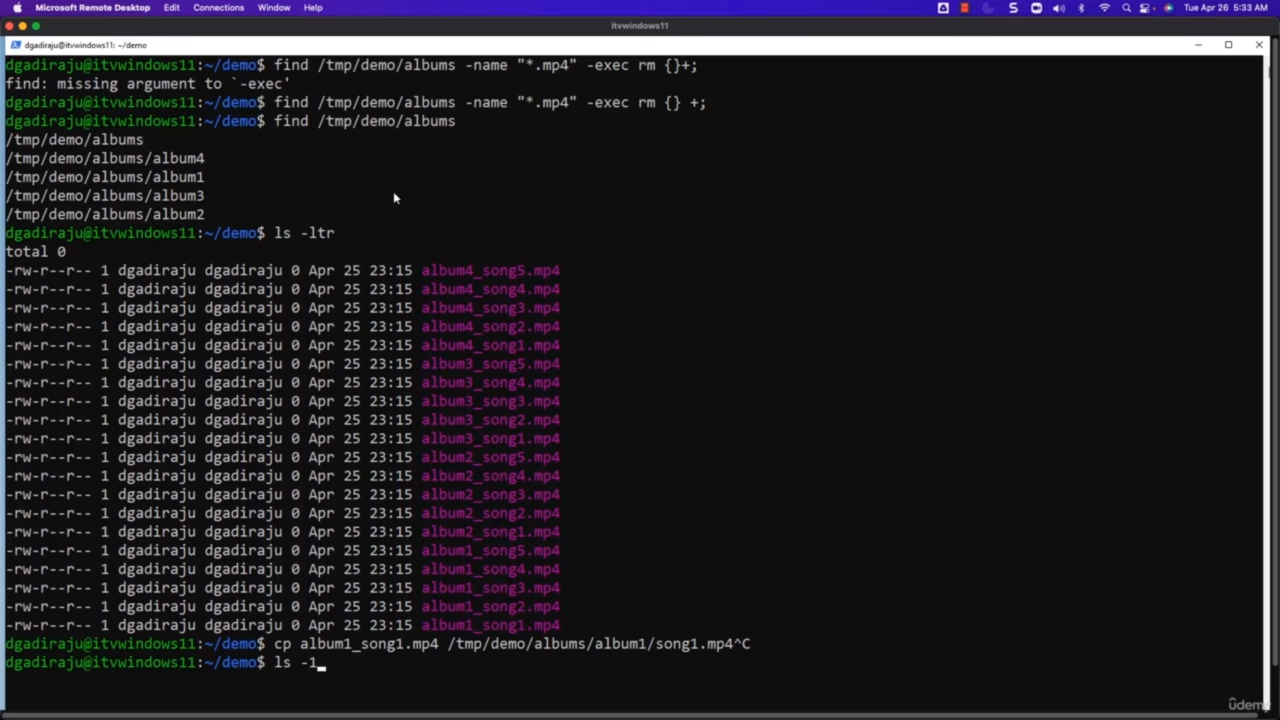 Microsoft Remote Desktop Edit Connections Window Help Tue Apr 26 5:33 AM
itvwindows11
dgadiraju@itvwindows11: ~/demo
dgadiraju@itvwindows11:~/demo$ find /tmp/demo/albums -name "*.mp4" -exec rm {}+;
find: missing argument to `-exec'
dgadiraju@itvwindows11:~/demo$ find /tmp/demo/albums -name "*.mp4" -exec rm {} +;
dgadiraju@itvwindows11:~/demo$ find /tmp/demo/albums
/tmp/demo/albums
/tmp/demo/albums/album4
/tmp/demo/albums/album1
/tmp/demo/albums/album3
/tmp/demo/albums/album2
dgadiraju@itvwindows11:~/demo$ ls -ltr
total 0
-rw-r--r-- 1 dgadiraju dgadiraju 0 Apr 25 23:15 album4_song5.mp4
-rw-r--r-- 1 dgadiraju dgadiraju 0 Apr 25 23:15 album4_song4.mp4
-rw-r--r-- 1 dgadiraju dgadiraju 0 Apr 25 23:15 album4_song3.mp4
-rw-r--r-- 1 dgadiraju dgadiraju 0 Apr 25 23:15 album4_song2.mp4
-rw-r--r-- 1 dgadiraju dgadiraju 0 Apr 25 23:15 album4_song1.mp4
-rw-r--r-- 1 dgadiraju dgadiraju 0 Apr 25 23:15 album3_song5.mp4
-rw-r--r-- 1 dgadiraju dgadiraju 0 Apr 25 23:15 album3_song4.mp4
-rw-r--r-- 1 dgadiraju dgadiraju 0 Apr 25 23:15 album3_song3.mp4
-rw-r--r-- 1 dgadiraju dgadiraju 0 Apr 25 23:15 album3_song2.mp4
-rw-r--r-- 1 dgadiraju dgadiraju 0 Apr 25 23:15 album3_song1.mp4
-rw-r--r-- 1 dgadiraju dgadiraju 0 Apr 25 23:15 album2_song5.mp4
-rw-r--r-- 1 dgadiraju dgadiraju 0 Apr 25 23:15 album2_song4.mp4
-rw-r--r-- 1 dgadiraju dgadiraju 0 Apr 25 23:15 album2_song3.mp4
-rw-r--r-- 1 dgadiraju dgadiraju 0 Apr 25 23:15 album2_song2.mp4
-rw-r--r-- 1 dgadiraju dgadiraju 0 Apr 25 23:15 album2_song1.mp4
-rw-r--r-- 1 dgadiraju dgadiraju 0 Apr 25 23:15 album1_song5.mp4
-rw-r--r-- 1 dgadiraju dgadiraju 0 Apr 25 23:15 album1_song4.mp4
-rw-r--r-- 1 dgadiraju dgadiraju 0 Apr 25 23:15 album1_song3.mp4
-rw-r--r-- 1 dgadiraju dgadiraju 0 Apr 25 23:15 album1_song2.mp4
-rw-r--r-- 1 dgadiraju dgadiraju 0 Apr 25 23:15 album1_song1.mp4
dgadiraju@itvwindows11:~/demo$ cp album1_song1.mp4 /tmp/demo/albums/album1/song1.mp4^C
dgadiraju@itvwindows11:~/demo$ ls -1
ûdemy